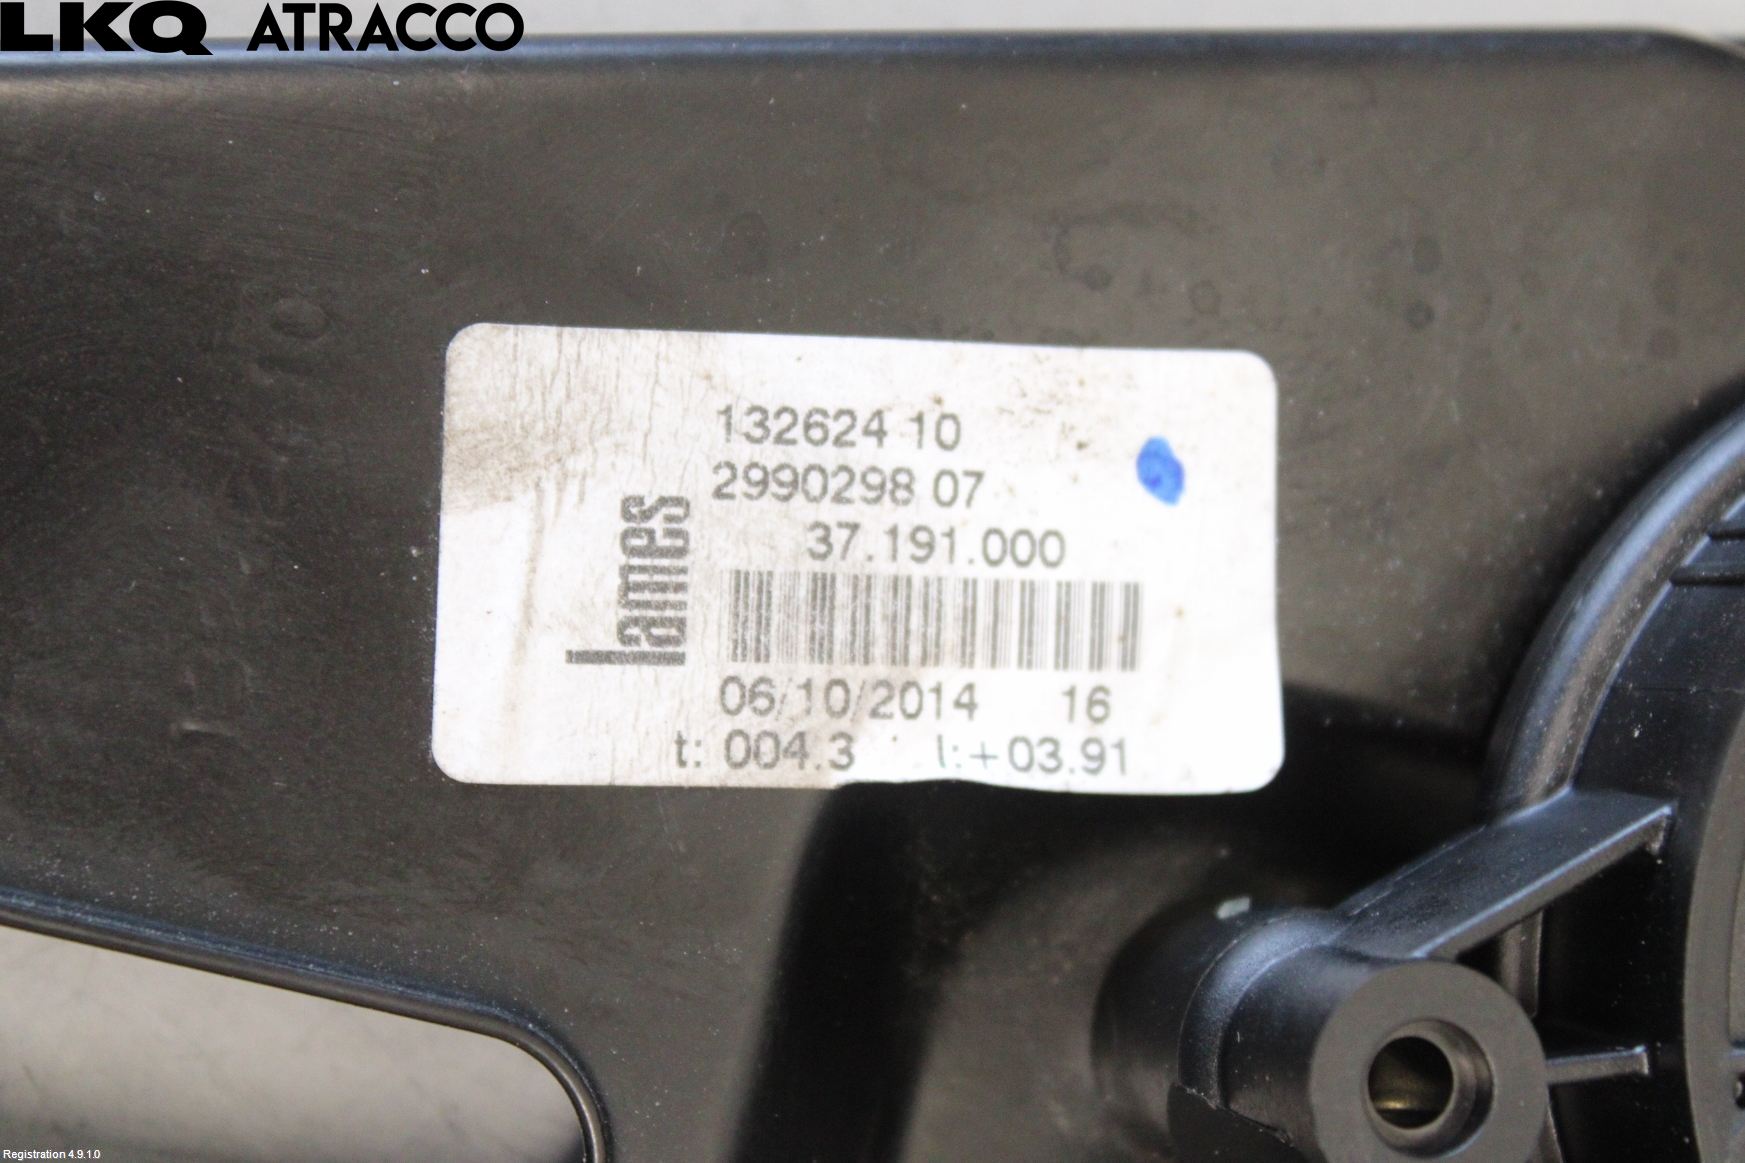 LKQ ATRACCO
132624 10
2990298 07
37.191.000
lames
06/10/2014 16
t: 004.3 l:+03.91
Registration 4.9.1.0